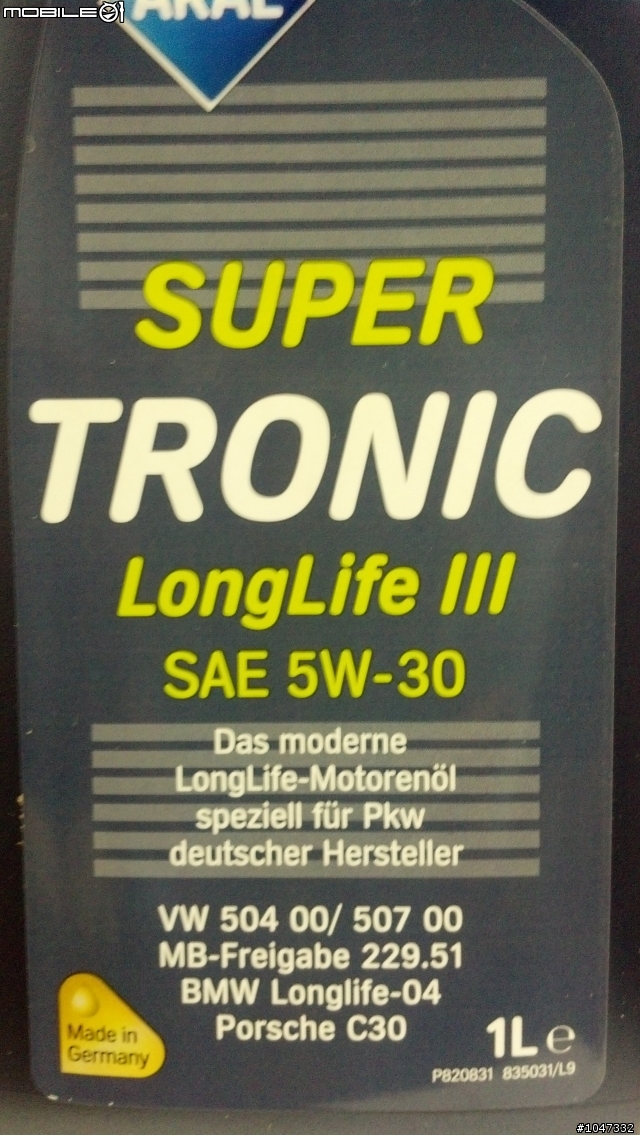 MOBILE01
ARAL
SUPER
TRONIC
LongLife III
SAE 5W-30
Das moderne
LongLife-Motorenöl
speziell für Pkw
deutscher Hersteller
VW 504 00/ 507 00
MB-Freigabe 229.51
BMW Longlife-04
Porsche C30
Made in
Germany
1L ℮
P820831 835031/L9
#1047332